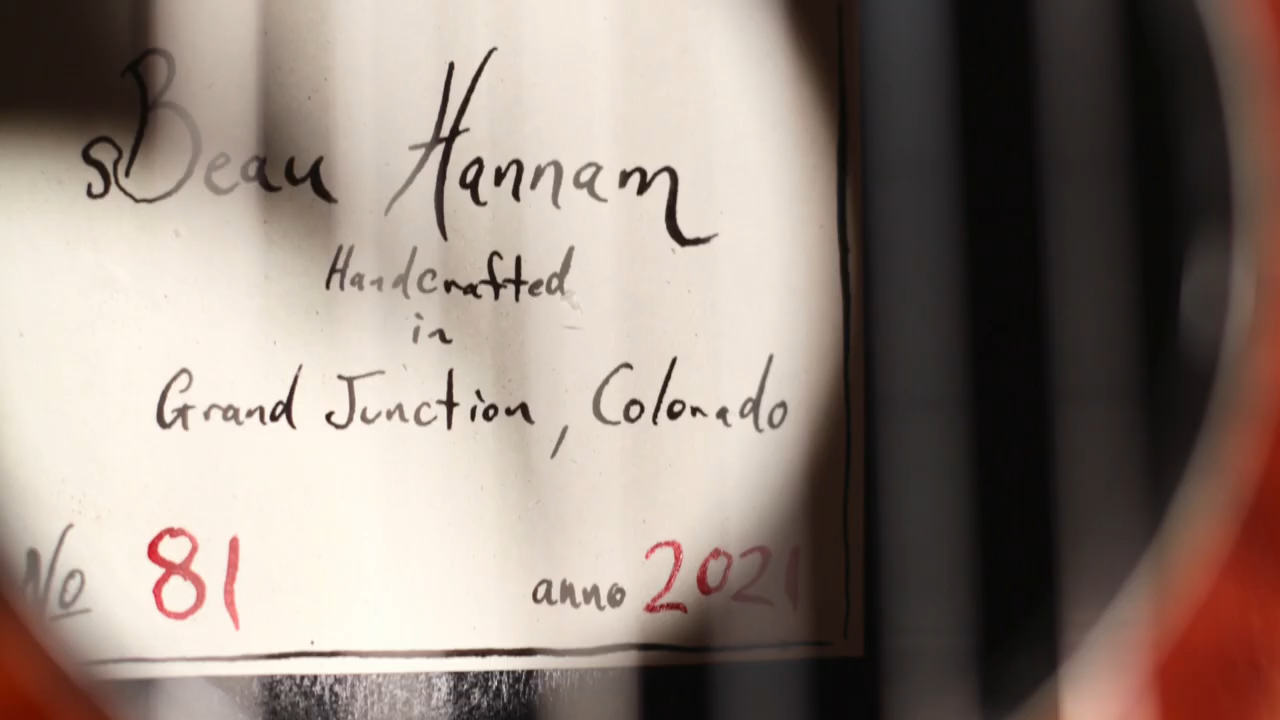 Beau Hannam
Handcrafted
in
Grand Junction, Colorado
No 81 anno 2021